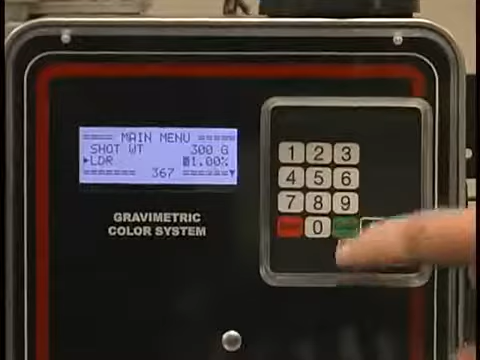 ==== MAIN MENU =====
SHOT WT 300 G
▸LDR 1.00%
====== 367 ======▼
GRAVIMETRIC
COLOR SYSTEM
1 2 3
4 5 6
7 8 9
0